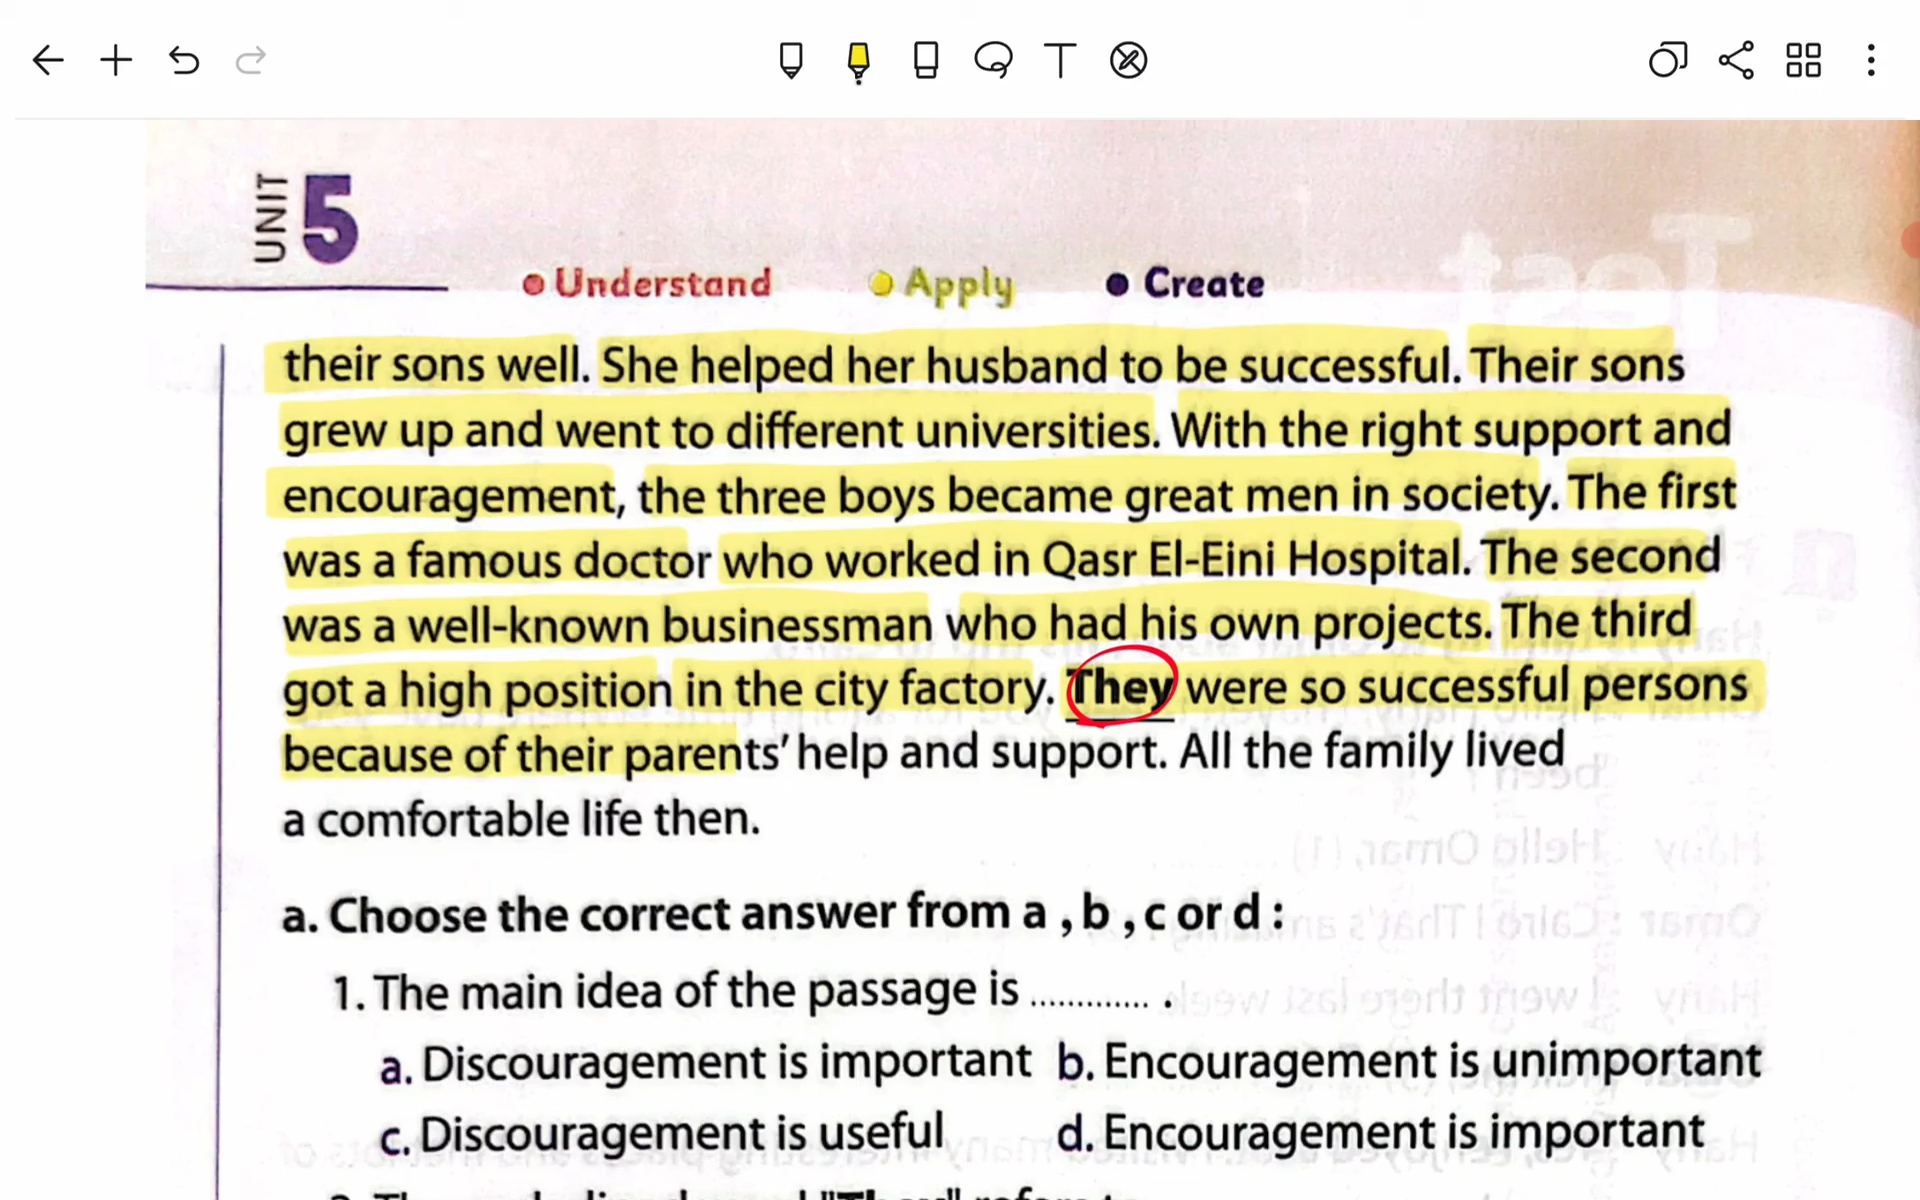 UNIT 5
Understand Apply Create
their sons well. She helped her husband to be successful. Their sons
grew up and went to different universities. With the right support and
encouragement, the three boys became great men in society. The first
was a famous doctor who worked in Qasr El-Eini Hospital. The second
was a well-known businessman who had his own projects. The third
got a high position in the city factory. They were so successful persons
because of their parents' help and support. All the family lived
a comfortable life then.
a. Choose the correct answer from a , b , c or d :
1. The main idea of the passage is ............. .
a. Discouragement is important b. Encouragement is unimportant
c. Discouragement is useful d. Encouragement is important